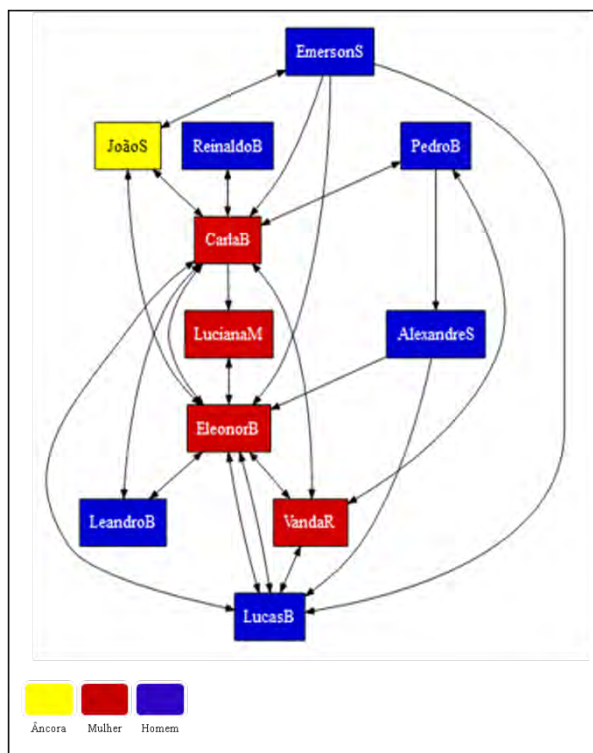 EmersonS
JoãoS
ReinaldoB
PedroB
CarlaB
LucianaM
AlexandreS
EleonorB
LeandroB
VandaR
LucasB
Âncora
Mulher
Homem